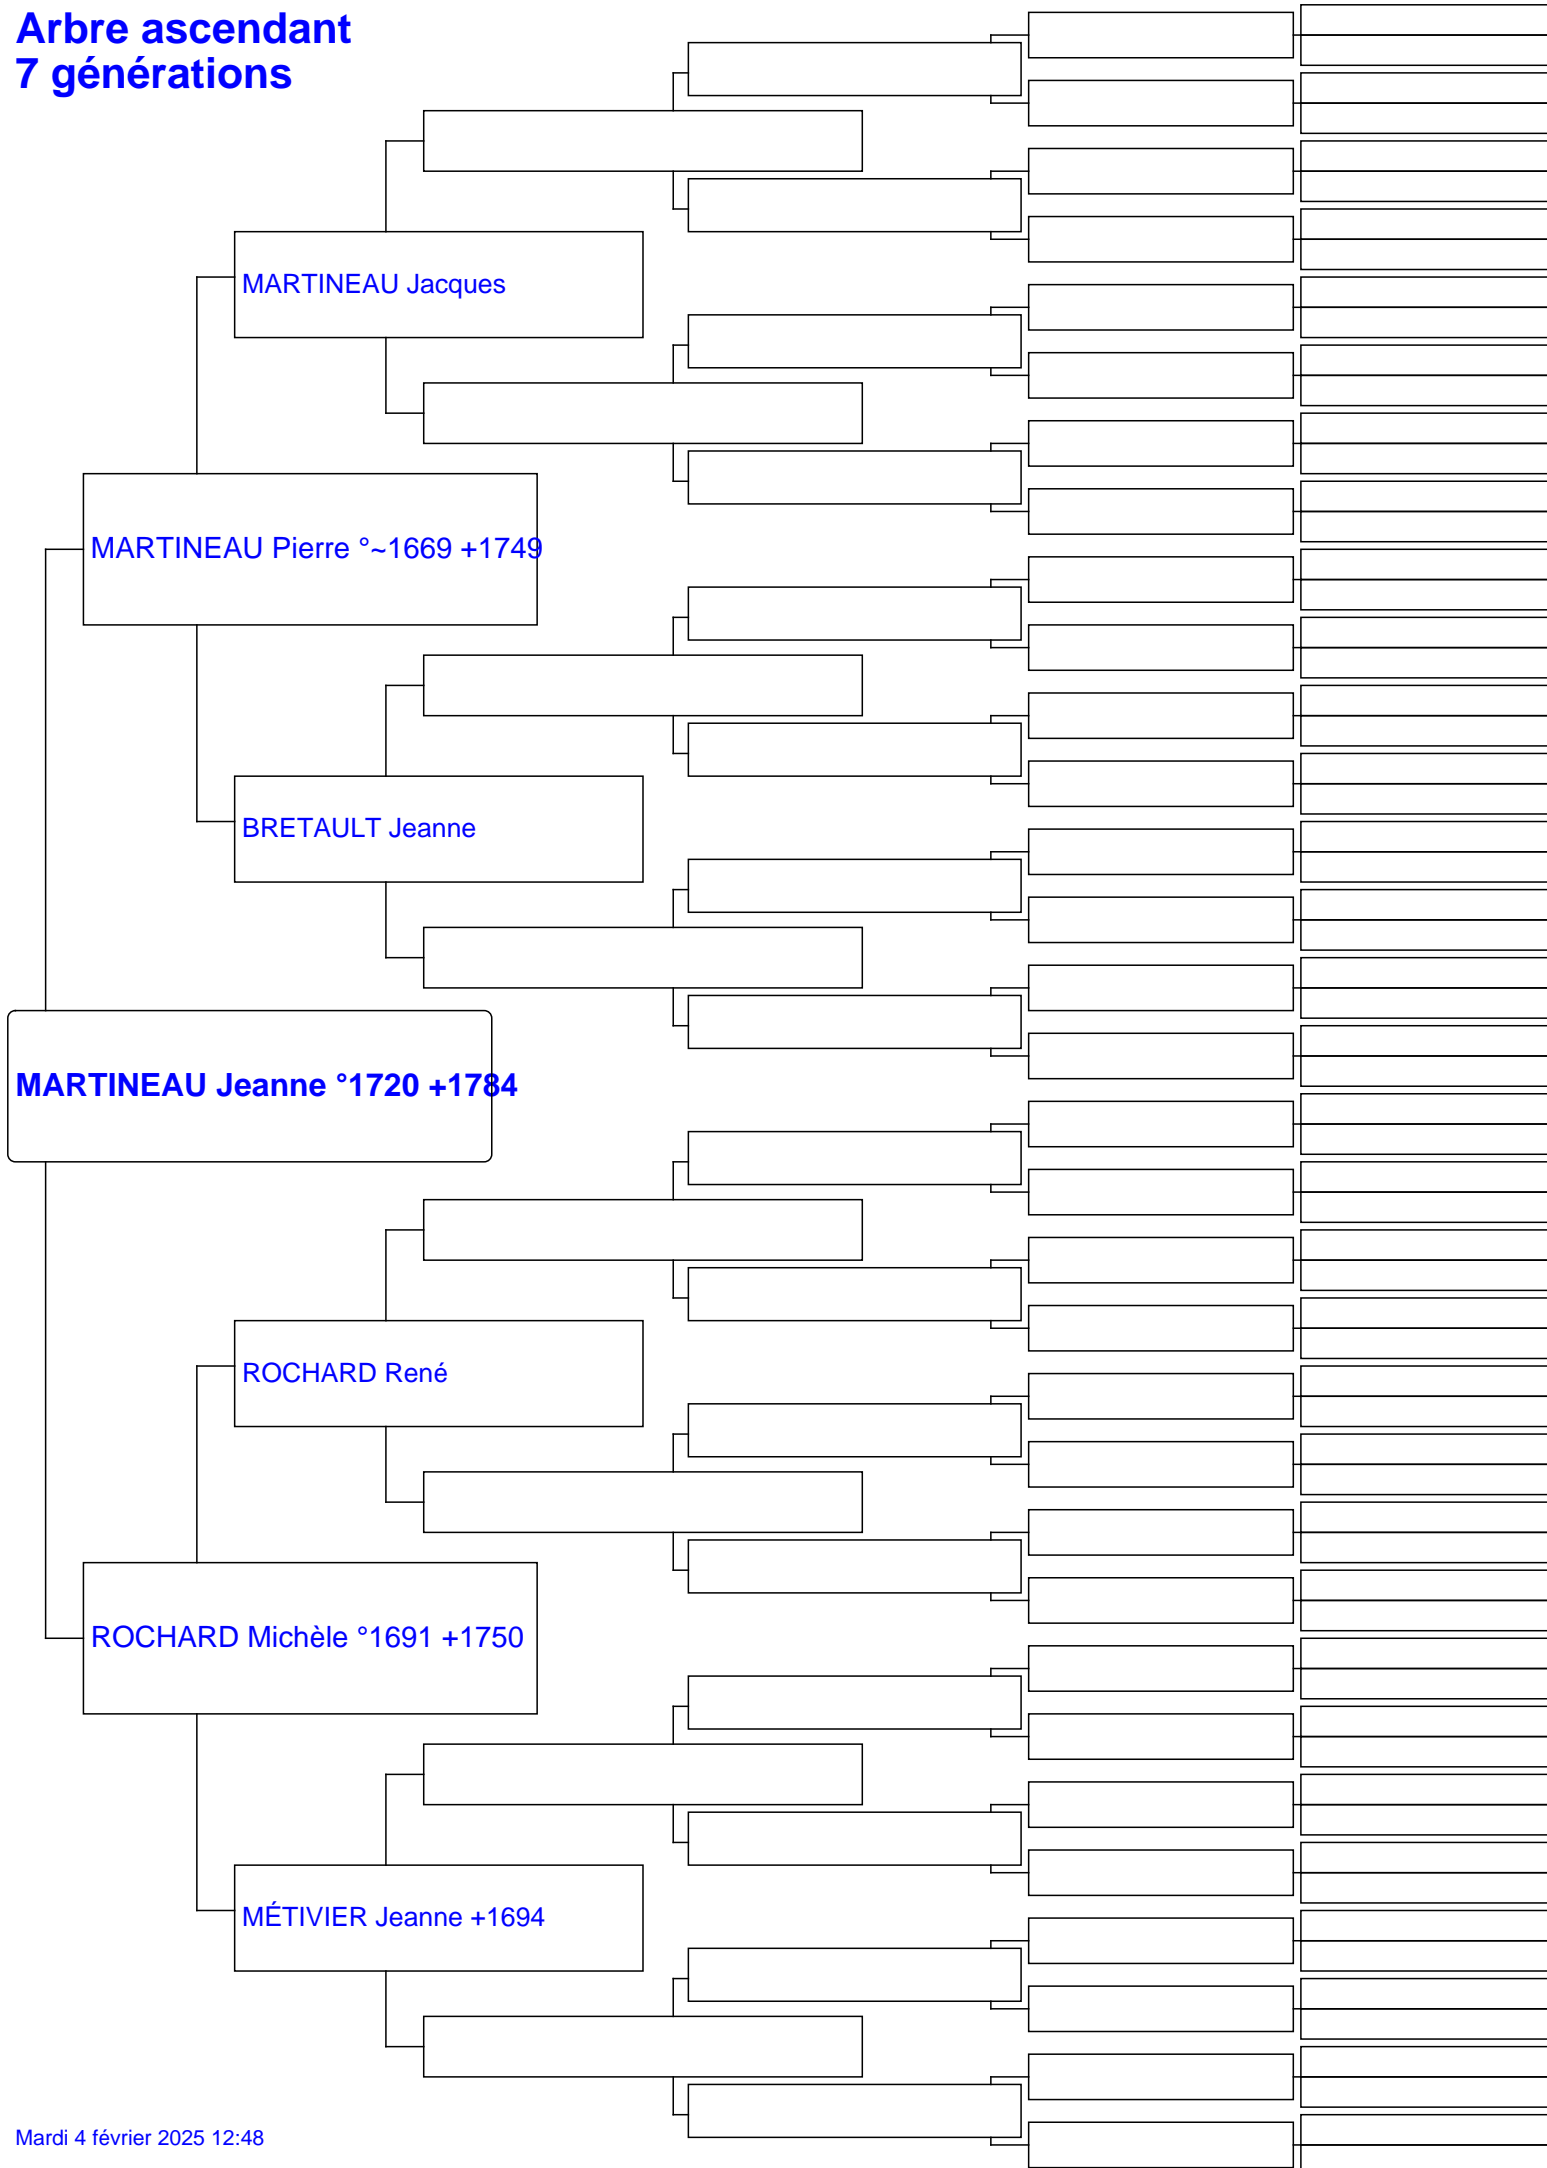 Arbre ascendant
7 générations
MARTINEAU Jacques
MARTINEAU Pierre °~1669 +1749
BRETAULT Jeanne
MARTINEAU Jeanne °1720 +1784
ROCHARD René
ROCHARD Michèle °1691 +1750
MÉTIVIER Jeanne +1694
Mardi 4 février 2025 12:48